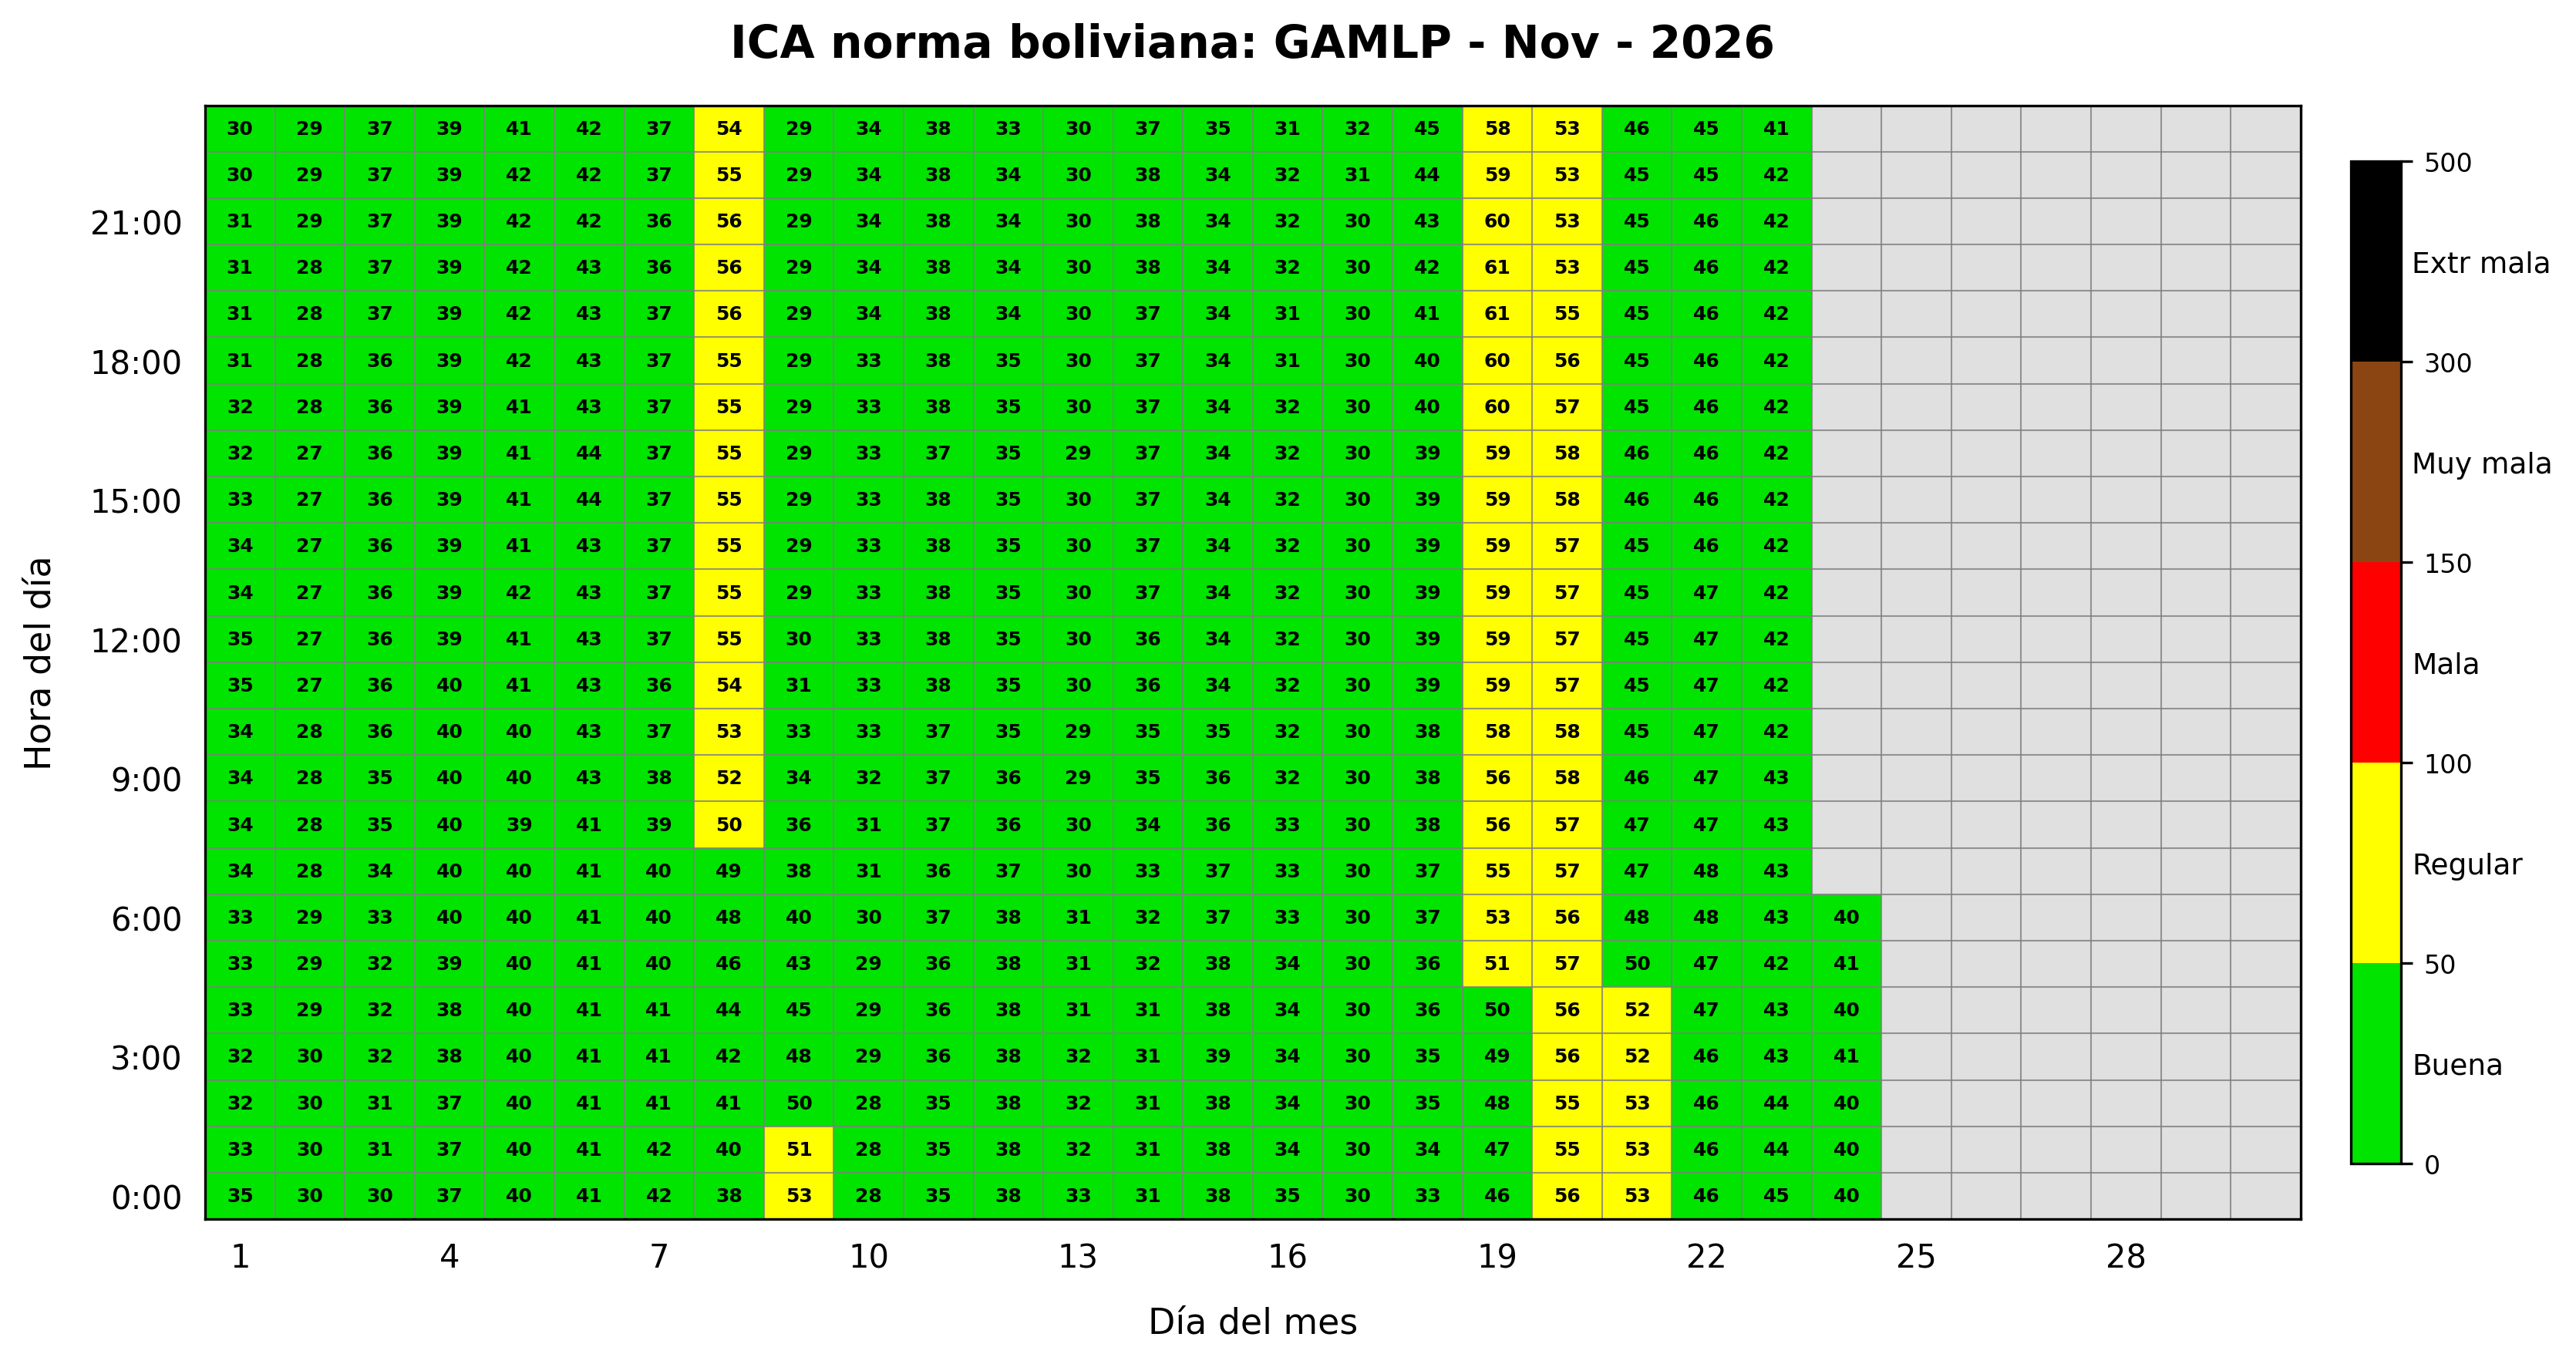 ICA norma boliviana: GAMLP - Nov - 2026
30 29 37 39 41 42 37 54 29 34 38 33 30 37 35 31 32 45 58 53 46 45 41
30 29 37 39 42 42 37 55 29 34 38 34 30 38 34 32 31 44 59 53 45 45 42
21:00 31 29 37 39 42 42 36 56 29 34 38 34 30 38 34 32 30 43 60 53 45 46 42
31 28 37 39 42 43 36 56 29 34 38 34 30 38 34 32 30 42 61 53 45 46 42
31 28 37 39 42 43 37 56 29 34 38 34 30 37 34 31 30 41 61 55 45 46 42
18:00 31 28 36 39 42 43 37 55 29 33 38 35 30 37 34 31 30 40 60 56 45 46 42
32 28 36 39 41 43 37 55 29 33 38 35 30 37 34 32 30 40 60 57 45 46 42
32 27 36 39 41 44 37 55 29 33 37 35 29 37 34 32 30 39 59 58 46 46 42
15:00 33 27 36 39 41 44 37 55 29 33 38 35 30 37 34 32 30 39 59 58 46 46 42
34 27 36 39 41 43 37 55 29 33 38 35 30 37 34 32 30 39 59 57 45 46 42
34 27 36 39 42 43 37 55 29 33 38 35 30 37 34 32 30 39 59 57 45 47 42
12:00 35 27 36 39 41 43 37 55 30 33 38 35 30 36 34 32 30 39 59 57 45 47 42
35 27 36 40 41 43 36 54 31 33 38 35 30 36 34 32 30 39 59 57 45 47 42
34 28 36 40 40 43 37 53 33 33 37 35 29 35 35 32 30 38 58 58 45 47 42
9:00 34 28 35 40 40 43 38 52 34 32 37 36 29 35 36 32 30 38 56 58 46 47 43
34 28 35 40 39 41 39 50 36 31 37 36 30 34 36 33 30 38 56 57 47 47 43
34 28 34 40 40 41 40 49 38 31 36 37 30 33 37 33 30 37 55 57 47 48 43
6:00 33 29 33 40 40 41 40 48 40 30 37 38 31 32 37 33 30 37 53 56 48 48 43 40
33 29 32 39 40 41 40 46 43 29 36 38 31 32 38 34 30 36 51 57 50 47 42 41
33 29 32 38 40 41 41 44 45 29 36 38 31 31 38 34 30 36 50 56 52 47 43 40
3:00 32 30 32 38 40 41 41 42 48 29 36 38 32 31 39 34 30 35 49 56 52 46 43 41
32 30 31 37 40 41 41 41 50 28 35 38 32 31 38 34 30 35 48 55 53 46 44 40
33 30 31 37 40 41 42 40 51 28 35 38 32 31 38 34 30 34 47 55 53 46 44 40
0:00 35 30 30 37 40 41 42 38 53 28 35 38 33 31 38 35 30 33 46 56 53 46 45 40
1 4 7 10 13 16 19 22 25 28
Día del mes
Hora del día
500
Extr mala
300
Muy mala
150
Mala
100
Regular
50
Buena
0